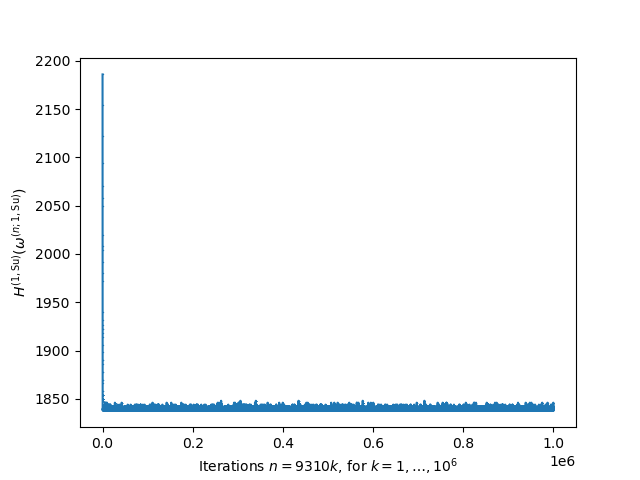 2200
2150
2100
2050
2000
1950
1900
1850
H^{(1,Su)}(ω^{(n;1,Su)})
0.0 0.2 0.4 0.6 0.8 1.0
1e6
Iterations n = 9310k, for k = 1, ..., 10^6